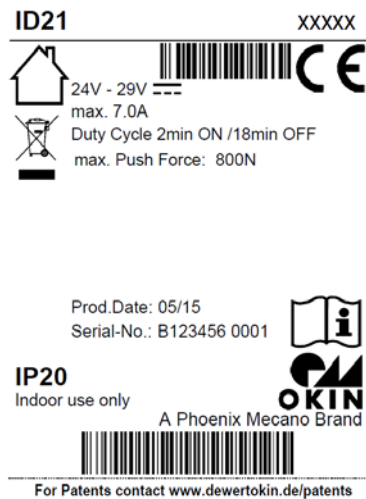 ID21 XXXXX
CE
24V - 29V
max. 7.0A
Duty Cycle 2min ON /18min OFF
max. Push Force: 800N
Prod.Date: 05/15
Serial-No.: B123456 0001
i
IP20
OKIN
Indoor use only
A Phoenix Mecano Brand
For Patents contact www.dewertokin.de/patents